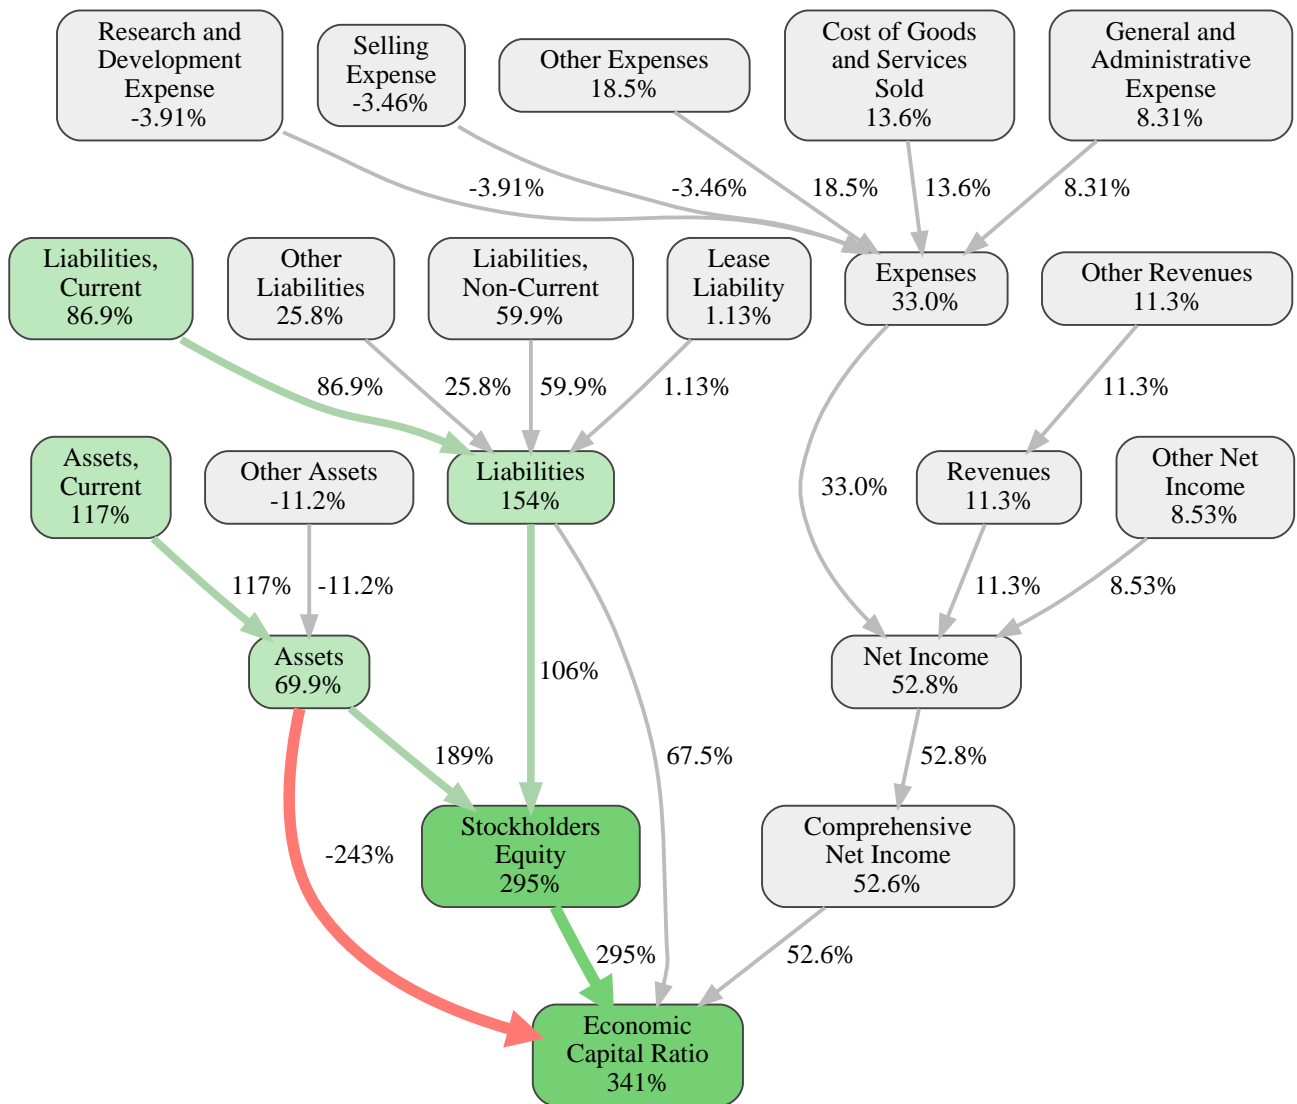 Research and
Development
Expense
-3.91%
Selling
Expense
-3.46%
Other Expenses
18.5%
Cost of Goods
and Services
Sold
13.6%
General and
Administrative
Expense
8.31%
-3.91%
-3.46%
18.5%
13.6%
8.31%
Liabilities,
Current
86.9%
Other
Liabilities
25.8%
Liabilities,
Non-Current
59.9%
Lease
Liability
1.13%
Expenses
33.0%
Other Revenues
11.3%
86.9%
25.8%
59.9%
1.13%
11.3%
Assets,
Current
117%
Other Assets
-11.2%
Liabilities
154%
33.0%
Revenues
11.3%
Other Net
Income
8.53%
117%
-11.2%
11.3%
8.53%
Assets
69.9%
106%
Net Income
52.8%
189%
67.5%
52.8%
-243%
Stockholders
Equity
295%
Comprehensive
Net Income
52.6%
295%
52.6%
Economic
Capital Ratio
341%